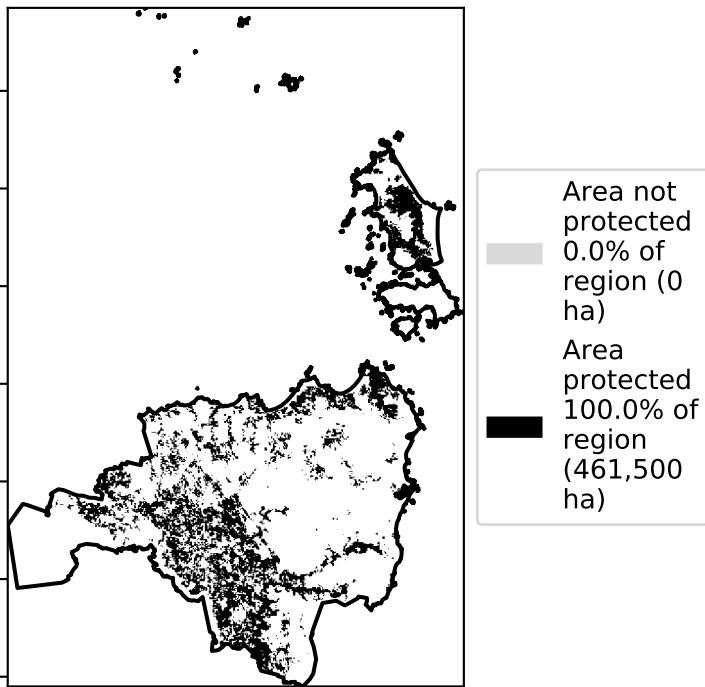 Area not
protected
0.0% of
region (0
ha)
Area
protected
100.0% of
region
(461,500
ha)